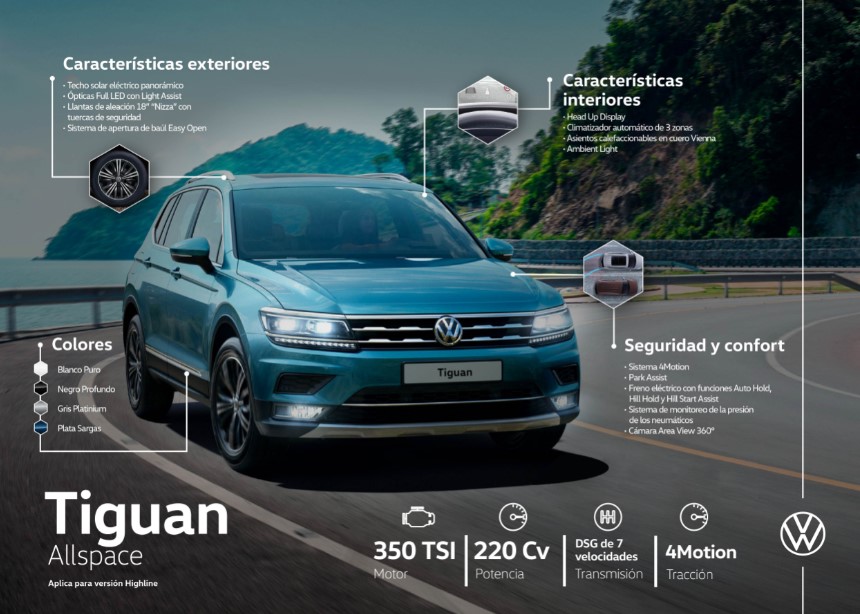 Características exteriores
• Techo solar eléctrico panorámico
• Ópticas Full LED con Light Assist
• Llantas de aleación 18" "Nizza" con
tuercas de seguridad
• Sistema de apertura de baúl Easy Open
Características
interiores
• Head Up Display
• Climatizador automático de 3 zonas
• Asientos calefaccionables en cuero Vienna
• Ambient Light
Colores
Blanco Puro
Negro Profundo
Gris Platinium
Plata Sargas
Tiguan
Seguridad y confort
• Sistema 4Motion
• Park Assist
• Freno eléctrico con funciones Auto Hold,
Hill Hold y Hill Start Assist
• Sistema de monitoreo de la presión
de los neumáticos
• Cámara Area View 360°
Tiguan
Allspace
Aplica para versión Highline
350 TSI
Motor
220 Cv
Potencia
DSG de 7
velocidades
Transmisión
4Motion
Tracción